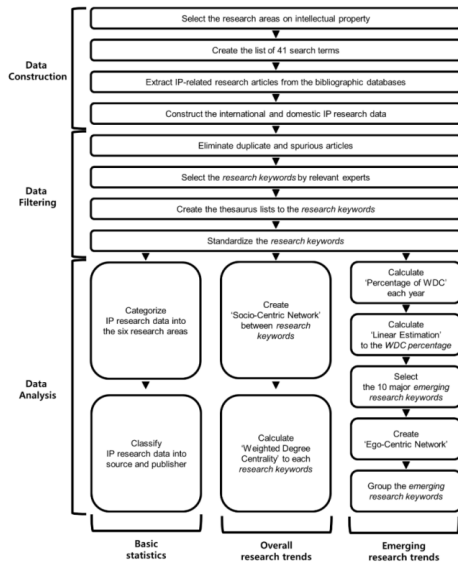 Select the research areas on intellectual property
Create the list of 41 search terms
Data
Construction
Extract IP-related research articles from the bibliographic databases
Construct the international and domestic IP research data
Eliminate duplicate and spurious articles
Select the research keywords by relevant experts
Data
Filtering
Create the thesaurus lists to the research keywords
Standardize the research keywords
Data
Analysis
Categorize
IP research data into
the six research areas
Classify
IP research data into
source and publisher
Create
'Socio-Centric Network'
between research
keywords
Calculate
'Weighted Degree
Centrality' to each
research keywords
Calculate
'Percentage of WDC'
each year
Calculate
'Linear Estimation'
to the WDC percentage
Select
the 10 major emerging
research keywords
Create
'Ego-Centric Network'
Group the emerging
research keywords
Basic
statistics
Overall
research trends
Emerging
research trends